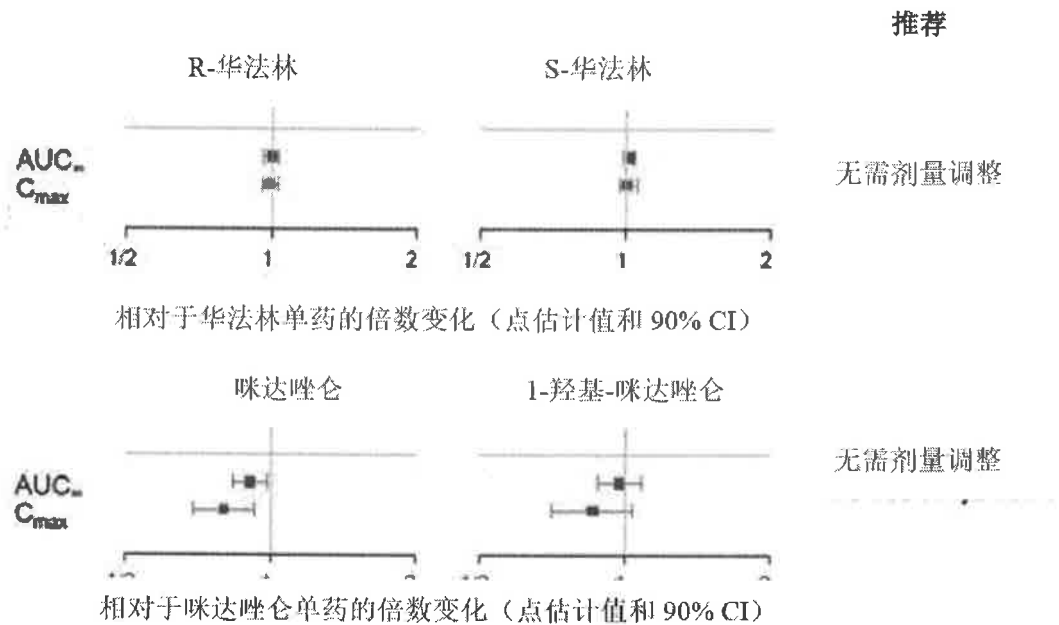 推荐
R-华法林 S-华法林
AUC∞
Cmax
无需剂量调整
1/2 1 2 1/2 1 2
相对于华法林单药的倍数变化（点估计值和 90% CI）
咪达唑仑 1-羟基-咪达唑仑
无需剂量调整
AUC∞
Cmax
相对于咪达唑仑单药的倍数变化（点估计值和 90% CI）